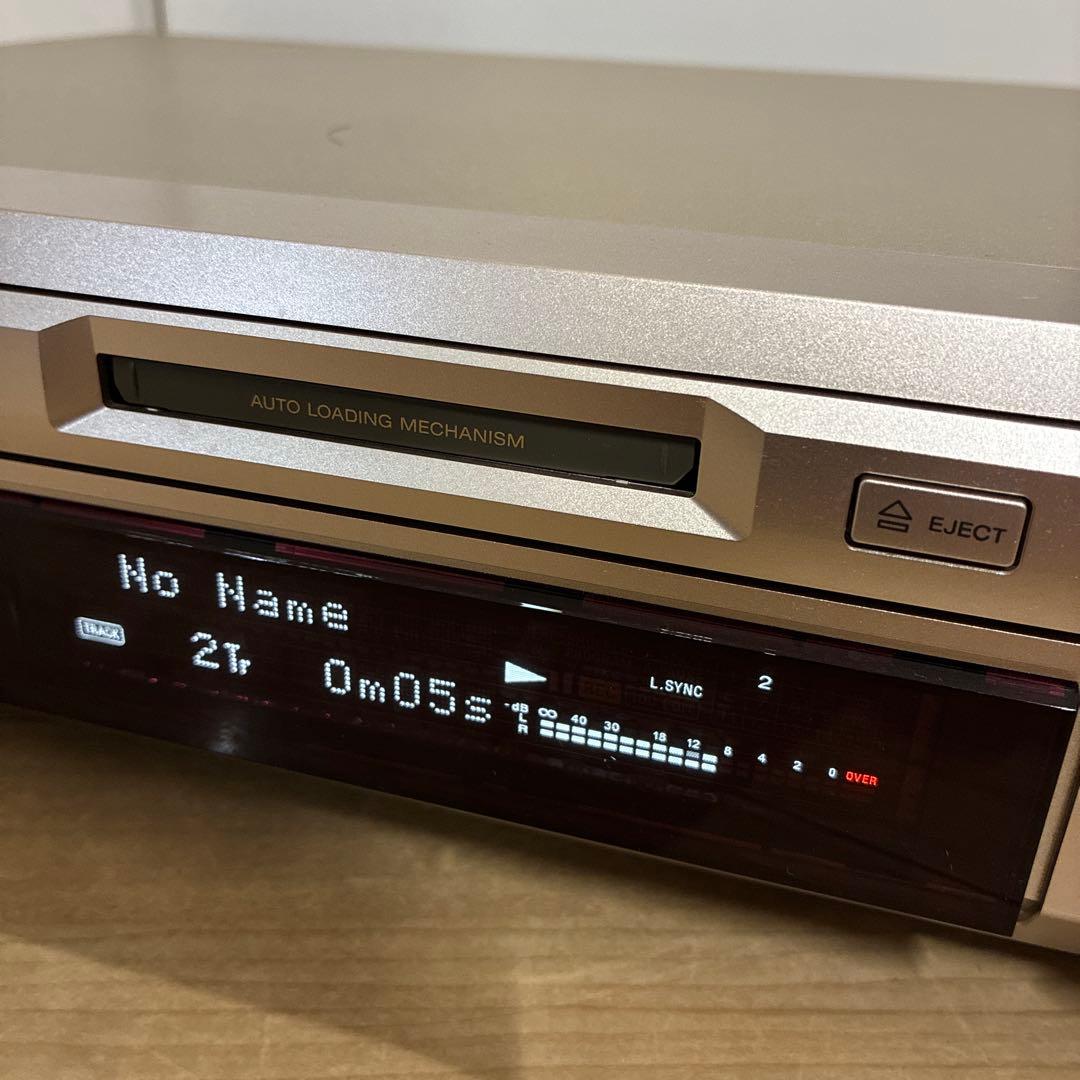 AUTO LOADING MECHANISM
EJECT
No Name
TRACK 2Tr 0m05s
L.SYNC 2
-dB ∞ 40 30 18 12 6 4 2 0 OVER
L
R